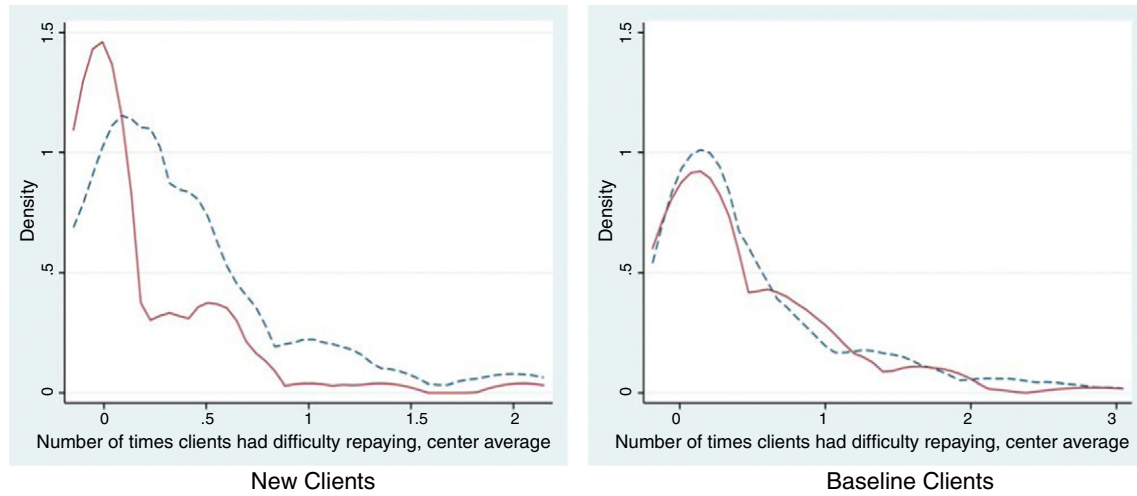 1.5
1
.5
0
Density
0
.5
1
1.5
2
Number of times clients had difficulty repaying, center average
New Clients
1.5
1
.5
0
Density
0
1
2
3
Number of times clients had difficulty repaying, center average
Baseline Clients